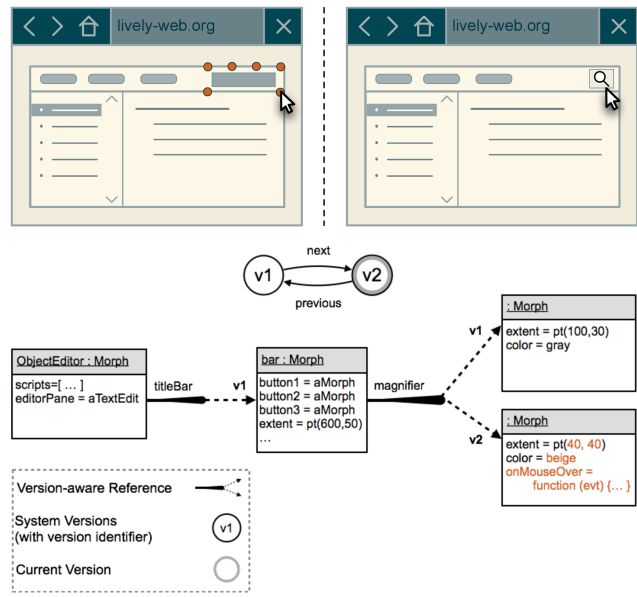 lively-web.org
lively-web.org
next
v1
v2
previous
: Morph
v1
extent = pt(100,30)
color = gray
ObjectEditor : Morph
scripts=[ ... ]
editorPane = aTextEdit
titleBar
v1
bar : Morph
button1 = aMorph
button2 = aMorph
button3 = aMorph
extent = pt(600,50)
...
magnifier
: Morph
v2
extent = pt(40, 40)
color = beige
onMouseOver =
function (evt) {... }
Version-aware Reference
System Versions
(with version identifier)
v1
Current Version